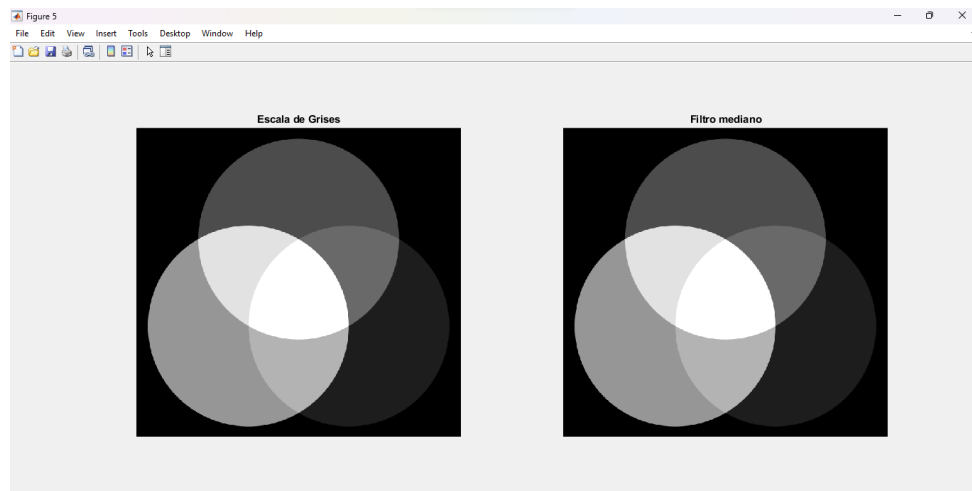 Figure 5
File Edit View Insert Tools Desktop Window Help
Escala de Grises
Filtro mediano